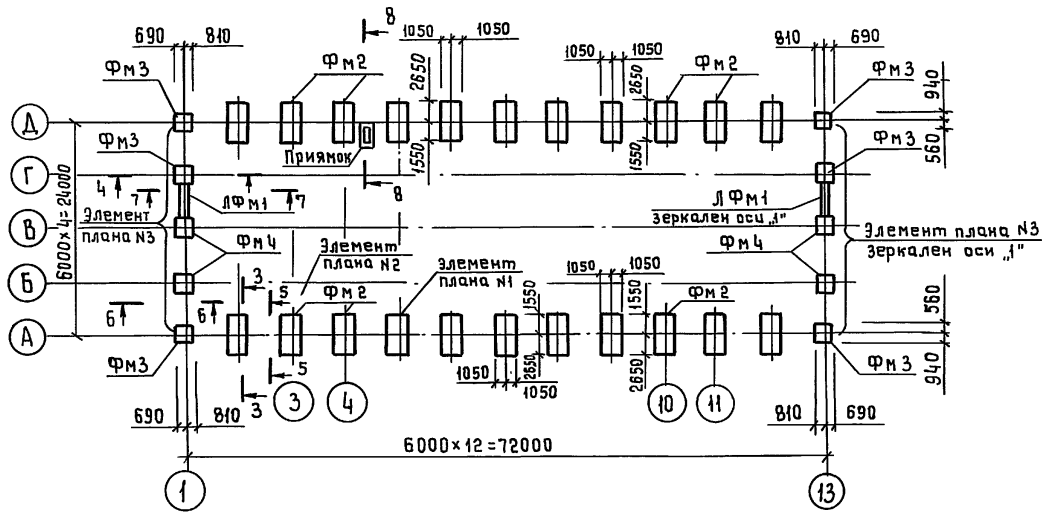 690 810
8
1050 1050
1050 1050
810 690
Фм3
Фм2
2650
2650
Фм2
Фм3
940
Д
Приямок
1550
1550
Фм3
560
Фм3
8
Г
4
7
ЛФм1
7
ЛФм1
Зеркален оси „1"
Элемент
плана №3
6000×4=24000
В
Фм4
Элемент
плана №2
Элемент
плана №1
Фм4
Элемент плана №3
Зеркален оси „1"
1050 1050
Б
3
5
Фм2
1550
1550
Фм2
560
6
6
А
Фм3
2650
2650
Фм3
940
5
3
1050
1050
3
4
10
11
690 810
810 690
6000×12=72000
1
13